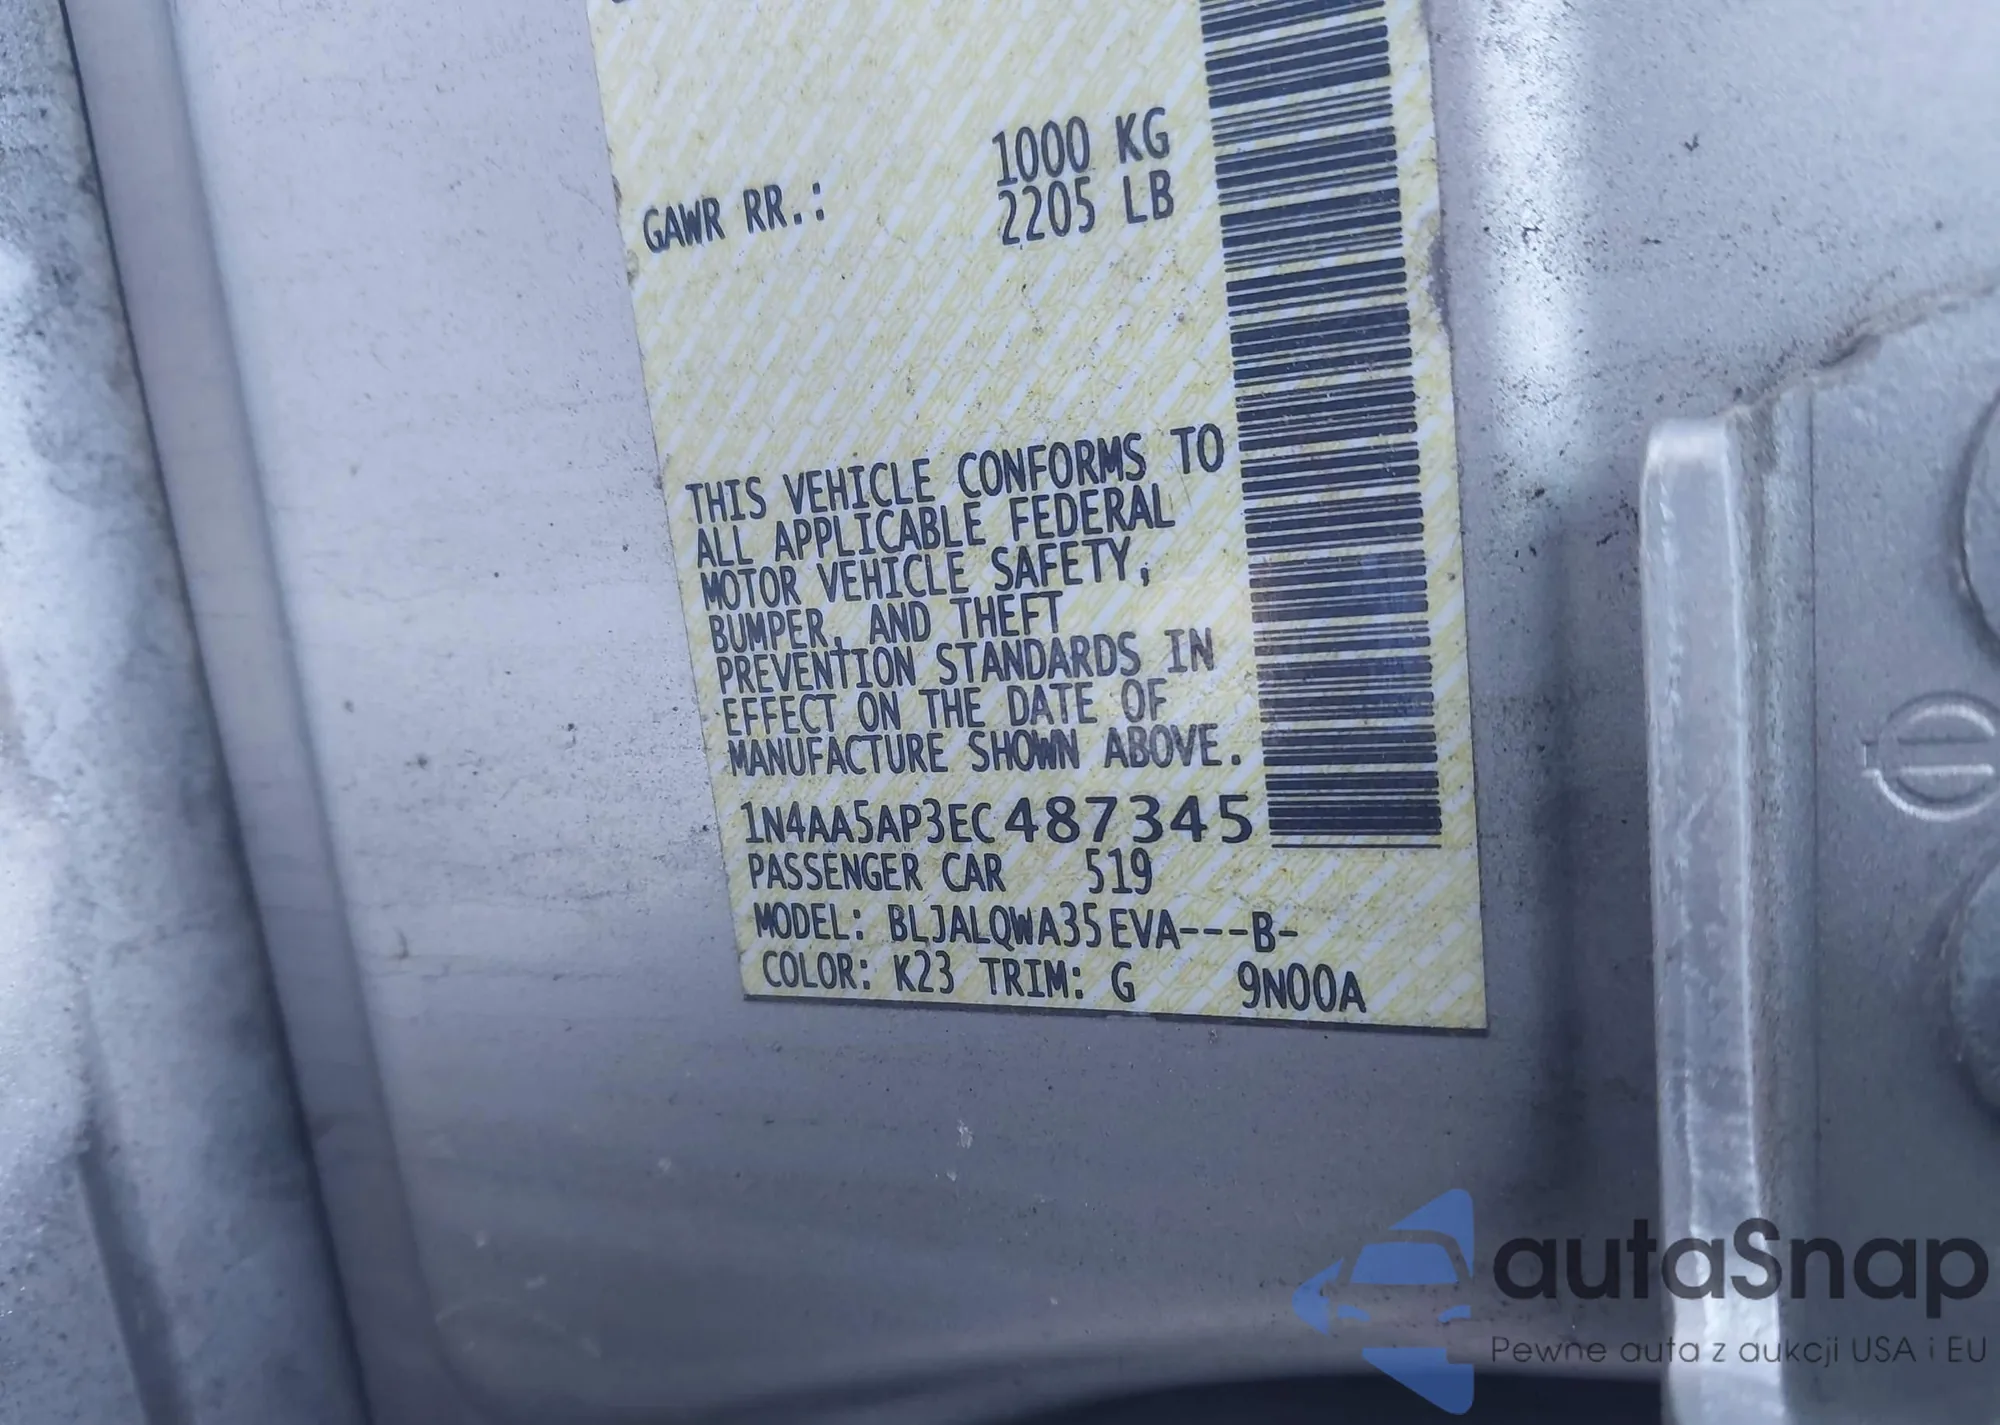 1000 KG
GAWR RR.: 2205 LB
THIS VEHICLE CONFORMS TO
ALL APPLICABLE FEDERAL
MOTOR VEHICLE SAFETY,
BUMPER, AND THEFT
PREVENTION STANDARDS IN
EFFECT ON THE DATE OF
MANUFACTURE SHOWN ABOVE.
1N4AA5AP3EC487345
PASSENGER CAR 519
MODEL: BLJALQWA35EVA---B-
COLOR: K23 TRIM: G 9N00A
autaSnap
Pewne auta z aukcji USA i EU